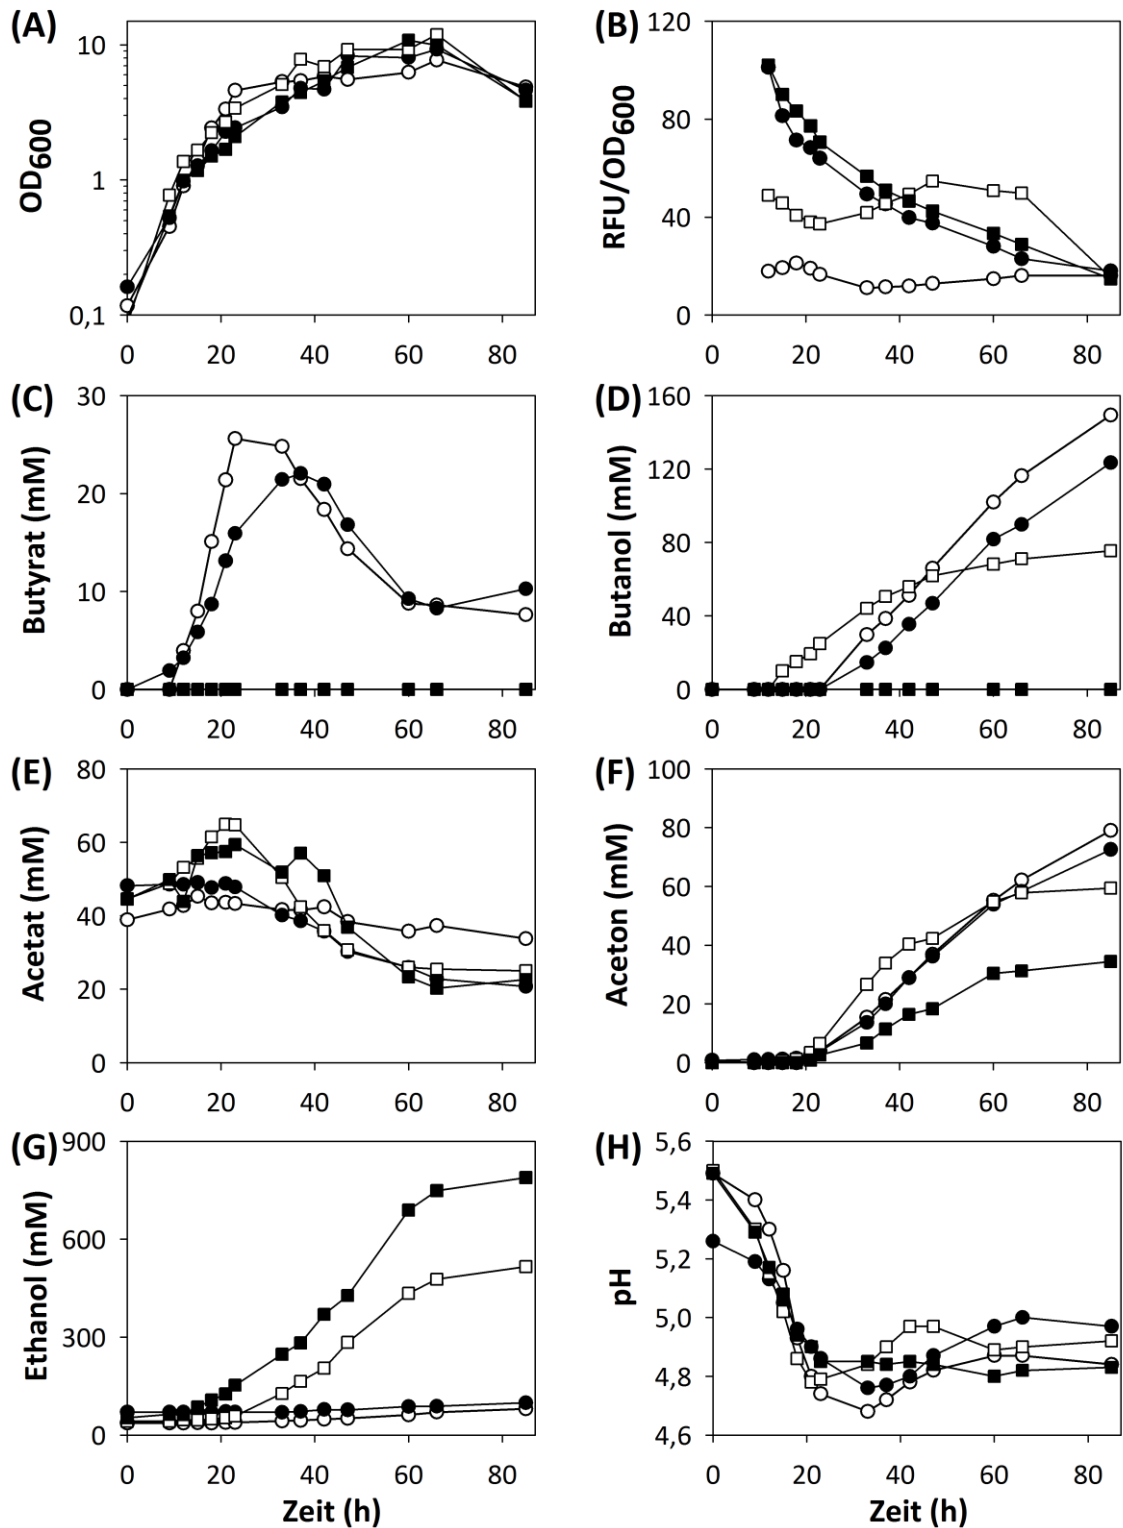 (A)
10
1
0,1
OD600
0 20 40 60 80
(B)
120
80
40
0
RFU/OD600
0 20 40 60 80
(C)
30
20
10
0
Butyrat (mM)
0 20 40 60 80
(D)
160
120
80
40
0
Butanol (mM)
0 20 40 60 80
(E)
80
60
40
20
0
Acetat (mM)
0 20 40 60 80
(F)
100
80
60
40
20
0
Aceton (mM)
0 20 40 60 80
(G)
900
600
300
0
Ethanol (mM)
0 20 40 60 80
Zeit (h)
(H)
5,6
5,4
5,2
5,0
4,8
4,6
pH
0 20 40 60 80
Zeit (h)